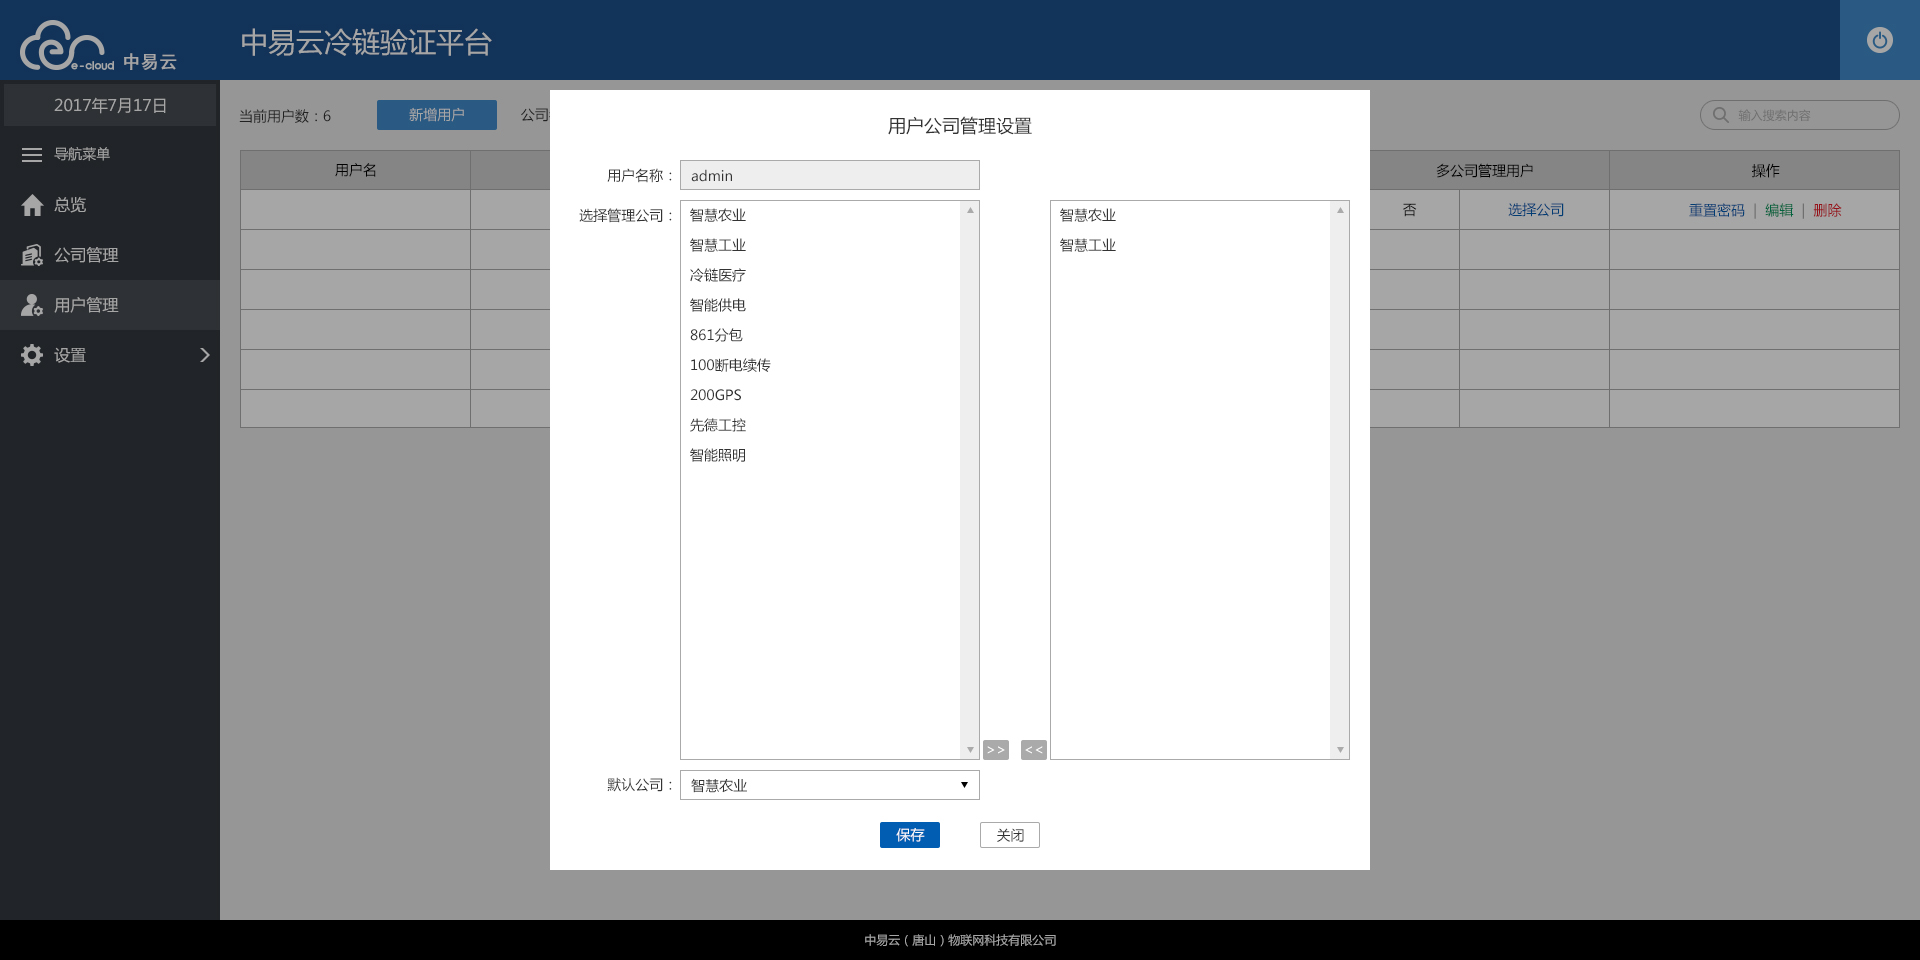 e-cloud 中易云
中易云冷链验证平台
2017年7月17日
导航菜单
总览
公司管理
用户管理
设置
当前用户数：6
新增用户
公司
输入搜索内容
用户名
多公司管理用户
操作
否
选择公司
重置密码 | 编辑 | 删除
用户公司管理设置
用户名称：
admin
选择管理公司：
智慧农业
智慧工业
冷链医疗
智能供电
861分包
100断电续传
200GPS
先德工控
智能照明
>>
<<
智慧农业
智慧工业
默认公司：
智慧农业
保存
关闭
中易云（唐山）物联网科技有限公司